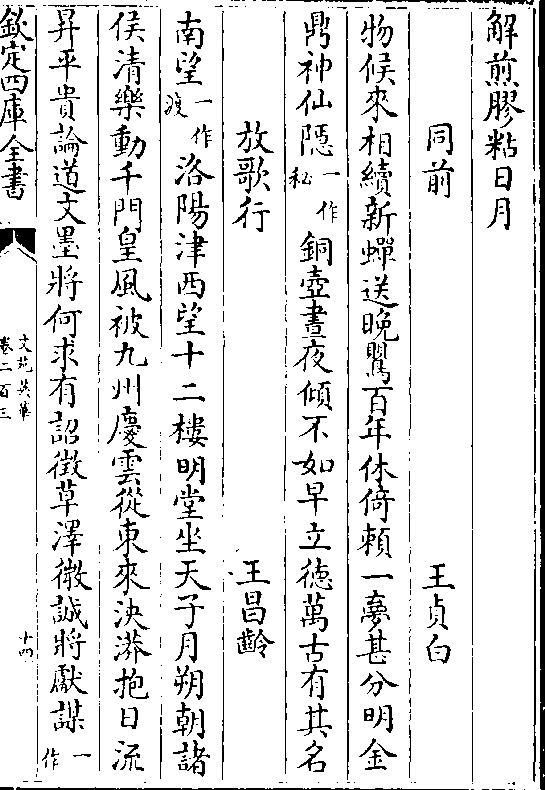 解煎膠粘日月
同前　王貞白
物候來相續新蟬送晚鶯百年休倚頼一夢甚分明金
鼎神仙隠一作秘銅壺晝夜傾不如早立德萬古有其名
放歌行　王昌齡
南望一作渡洛陽津西望十二樓明堂坐天子月朔朝諸
侯清樂動千門皇風被九州慶雲從東來泱漭抱日流
昇平貴論道文墨將何求有詔徵草澤微誠將獻謀一作
欽定四庫全書
文苑英華
卷二百三
十四